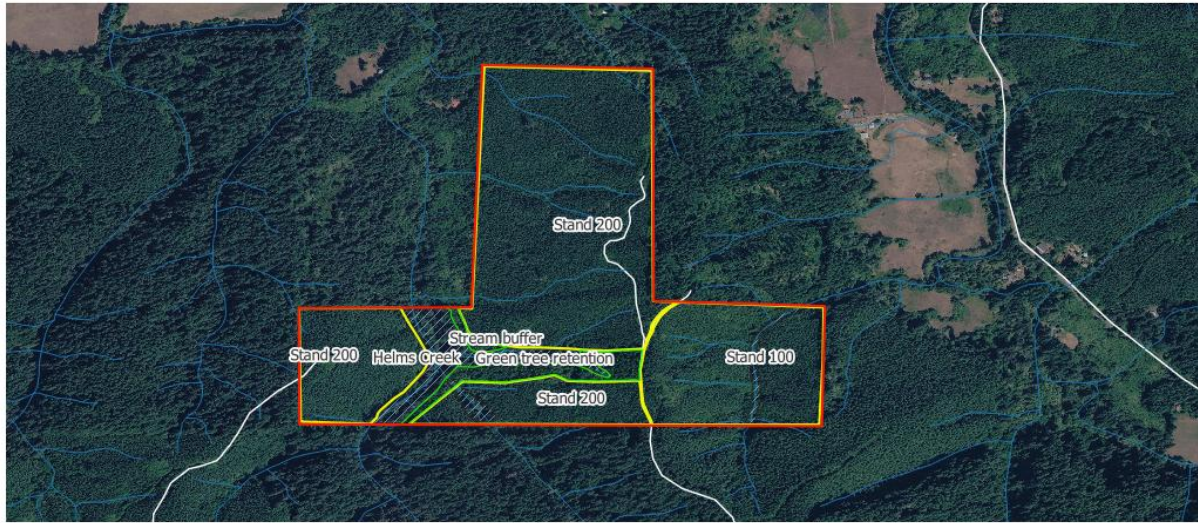 Stand 200
Stream buffer
Stand 200
Helms Creek
Green tree retention
Stand 100
Stand 200